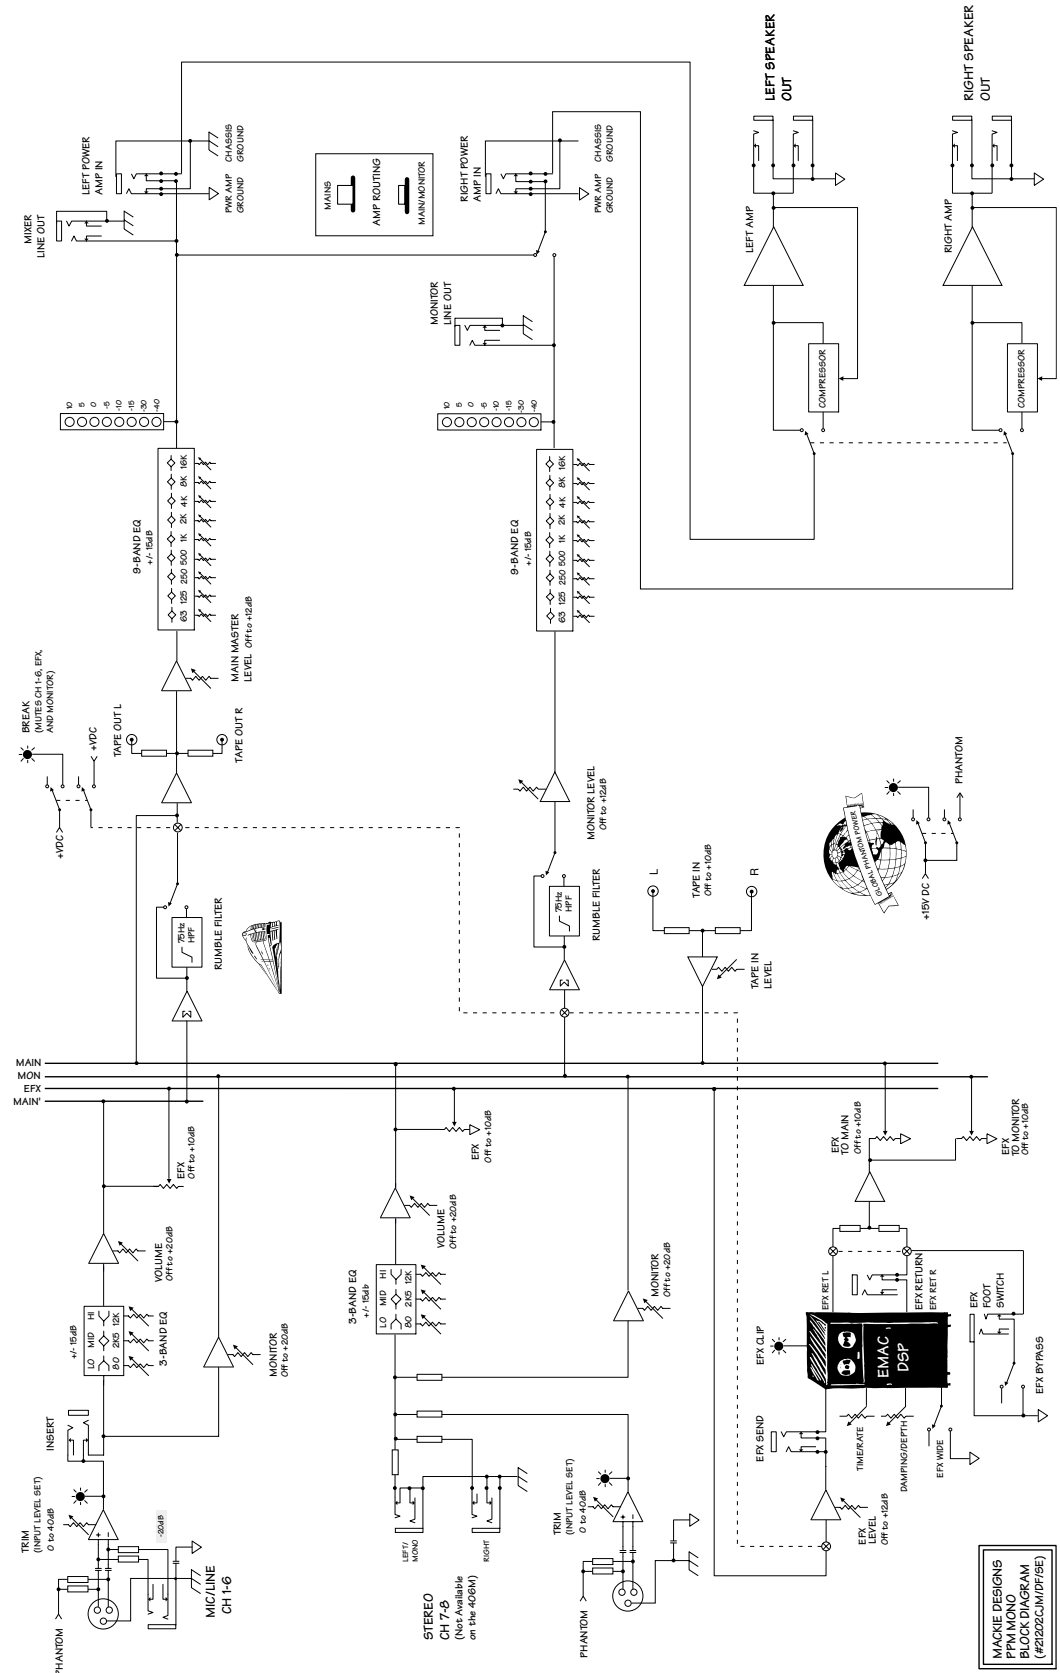 LEFT SPEAKER
OUT
RIGHT SPEAKER
OUT
LEFT POWER
AMP IN
CHASSIS
GROUND
PWR AMP
GROUND
MIXER
LINE OUT
MAINS
AMP ROUTING
MAIN/MONITOR
RIGHT POWER
AMP IN
CHASSIS
GROUND
PWR AMP
GROUND
MONITOR
LINE OUT
LEFT AMP
RIGHT AMP
COMPRESSOR
COMPRESSOR
10
5
0
-5
-10
-15
-30
-40
10
5
0
-5
-10
-15
-30
-40
9-BAND EQ
+/- 15dB
63 125 250 500 1K 2K 4K 8K 16K
9-BAND EQ
+/- 15dB
63 125 250 500 1K 2K 4K 8K 16K
MAIN MASTER
LEVEL Off to +12dB
BREAK
(MUTES CH 1-6, EFX,
AND MONITOR)
+VDC
+VDC
TAPE OUT L
TAPE OUT R
MONITOR LEVEL
Off to +12dB
75Hz
HPF
RUMBLE FILTER
75Hz
HPF
RUMBLE FILTER
Σ
Σ
L
TAPE IN
Off to +10dB
R
TAPE IN
LEVEL
GLOBAL PHANTOM POWER
+15V DC
PHANTOM
MAIN
MON
EFX
MAIN'
EFX
Off to +10dB
VOLUME
Off to +20dB
+/- 15dB
LO MID HI
80 2K5 12K
3-BAND EQ
MONITOR
Off to +20dB
INSERT
TRIM
(INPUT LEVEL SET)
0 to 40dB
-20dB
PHANTOM
MIC/LINE
CH 1-6
EFX
Off to +10dB
VOLUME
Off to +20dB
3-BAND EQ
+/- 15db
LO MID HI
80 2K5 12K
MONITOR
Off to +20dB
LEFT/
MONO
RIGHT
STEREO
CH 7-8
(Not Available
on the 406M)
TRIM
(INPUT LEVEL SET)
0 to 40dB
PHANTOM
EFX
TO MAIN
Off to +10dB
EFX
TO MONITOR
Off to +10dB
EFX RET L
EFX RETURN
EFX RET R
EFX
FOOT
SWITCH
EFX CLIP
EMAC
DSP
EFX BYPASS
EFX SEND
TIME/RATE
DAMPING/DEPTH
EFX WIDE
EFX
LEVEL
Off to +12dB
MACKIE DESIGNS
PPM MONO
BLOCK DIAGRAM
(#21202CJM/DF/SE)